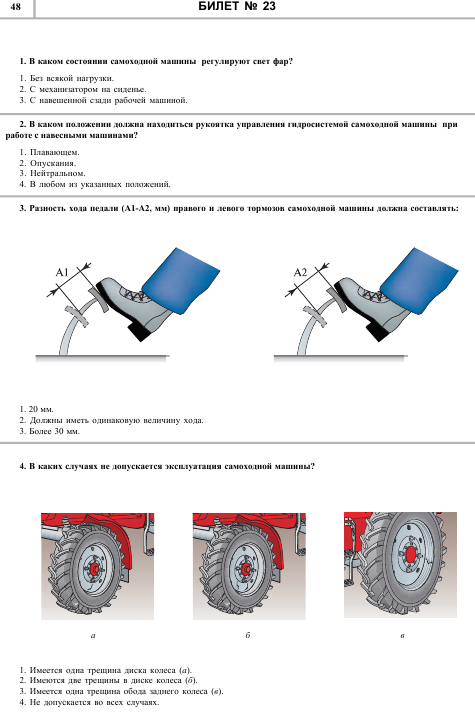 48
БИЛЕТ № 23
1. В каком состоянии самоходной машины регулируют свет фар?
1. Без всякой нагрузки.
2. С механизатором на сиденье.
3. С навешенной сзади рабочей машиной.
2. В каком положении должна находиться рукоятка управления гидросистемой самоходной машины при
работе с навесными машинами?
1. Плавающем.
2. Опускания.
3. Нейтральном.
4. В любом из указанных положений.
3. Разность хода педали (А1-А2, мм) правого и левого тормозов самоходной машины должна составлять:
А1
А2
1. 20 мм.
2. Должны иметь одинаковую величину хода.
3. Более 30 мм.
4. В каких случаях не допускается эксплуатация самоходной машины?
а
б
в
1. Имеется одна трещина диска колеса (а).
2. Имеются две трещины в диске колеса (б).
3. Имеется одна трещина обода заднего колеса (в).
4. Не допускается во всех случаях.